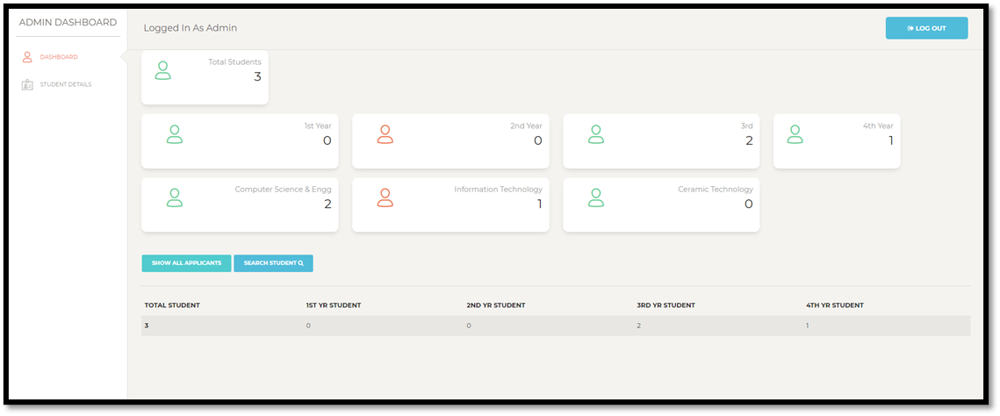 ADMIN DASHBOARD
DASHBOARD
STUDENT DETAILS
Logged In As Admin
LOG OUT
Total Students
3
1st Year
0
2nd Year
0
3rd
2
4th Year
1
Computer Science & Engg
2
Information Technology
1
Ceramic Technology
0
SHOW ALL APPLICANTS
SEARCH STUDENT
TOTAL STUDENT 1ST YR STUDENT 2ND YR STUDENT 3RD YR STUDENT 4TH YR STUDENT
3 0 0 2 1